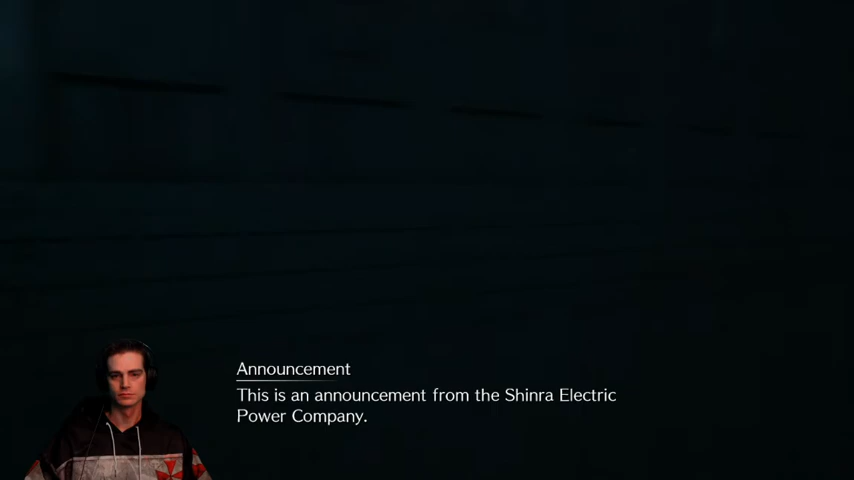 Announcement
This is an announcement from the Shinra Electric
Power Company.